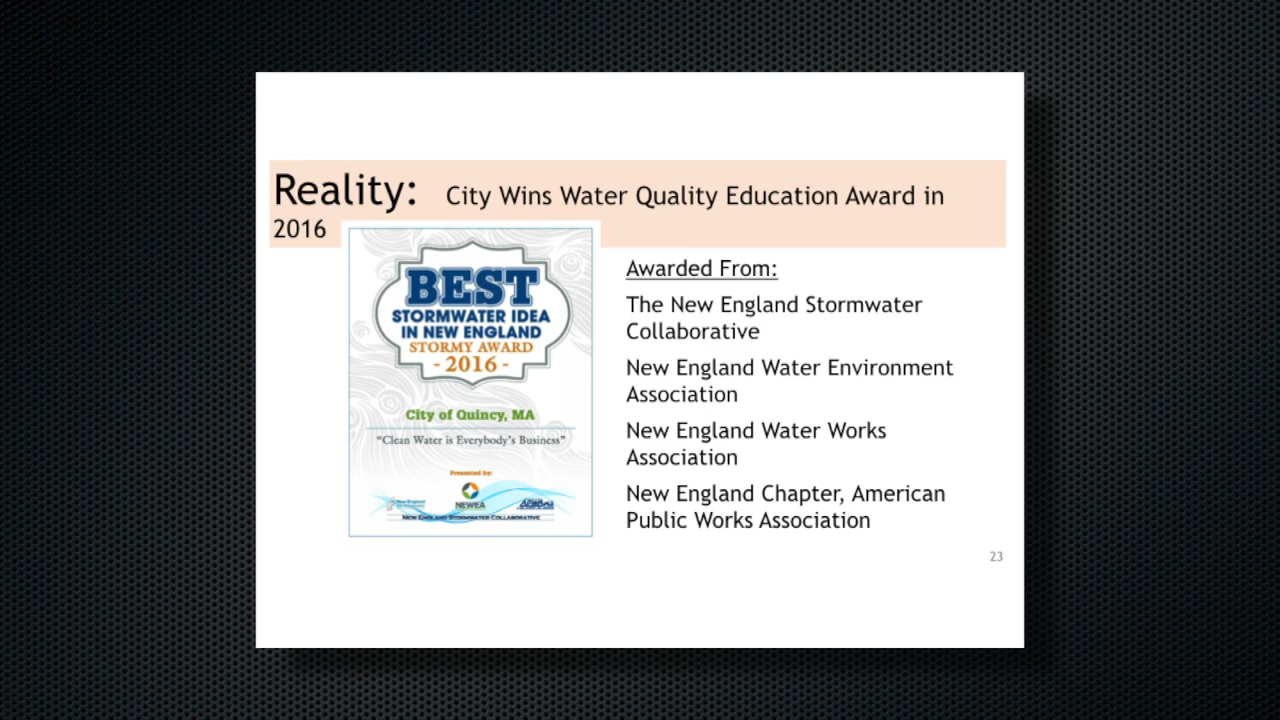 Reality: City Wins Water Quality Education Award in
2016
BEST
STORMWATER IDEA
IN NEW ENGLAND
STORMY AWARD
- 2016 -
City of Quincy, MA
"Clean Water is Everybody's Business"
Presented by:
New England
NEWEA
NEW ENGLAND STORMWATER COLLABORATIVE
Awarded From:
The New England Stormwater
Collaborative
New England Water Environment
Association
New England Water Works
Association
New England Chapter, American
Public Works Association
23